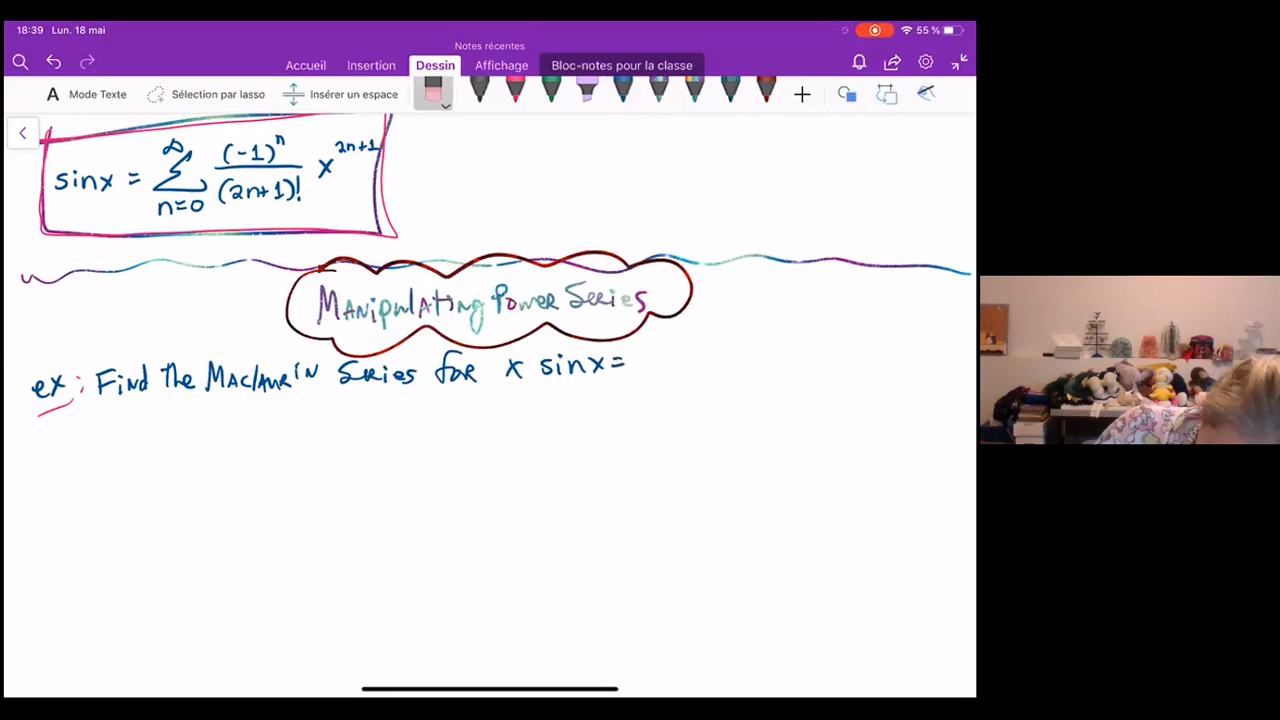 18:39 Lun. 18 mai
55 %
Notes récentes
Accueil Insertion Dessin Affichage Bloc-notes pour la classe
A Mode Texte Sélection par lasso Insérer un espace
sinx = ∑ n=0 ∞ (-1)^n / (2n+1)! x^{2n+1}
Manipulating Power Series
ex: Find the Maclaurin Series for x sinx=